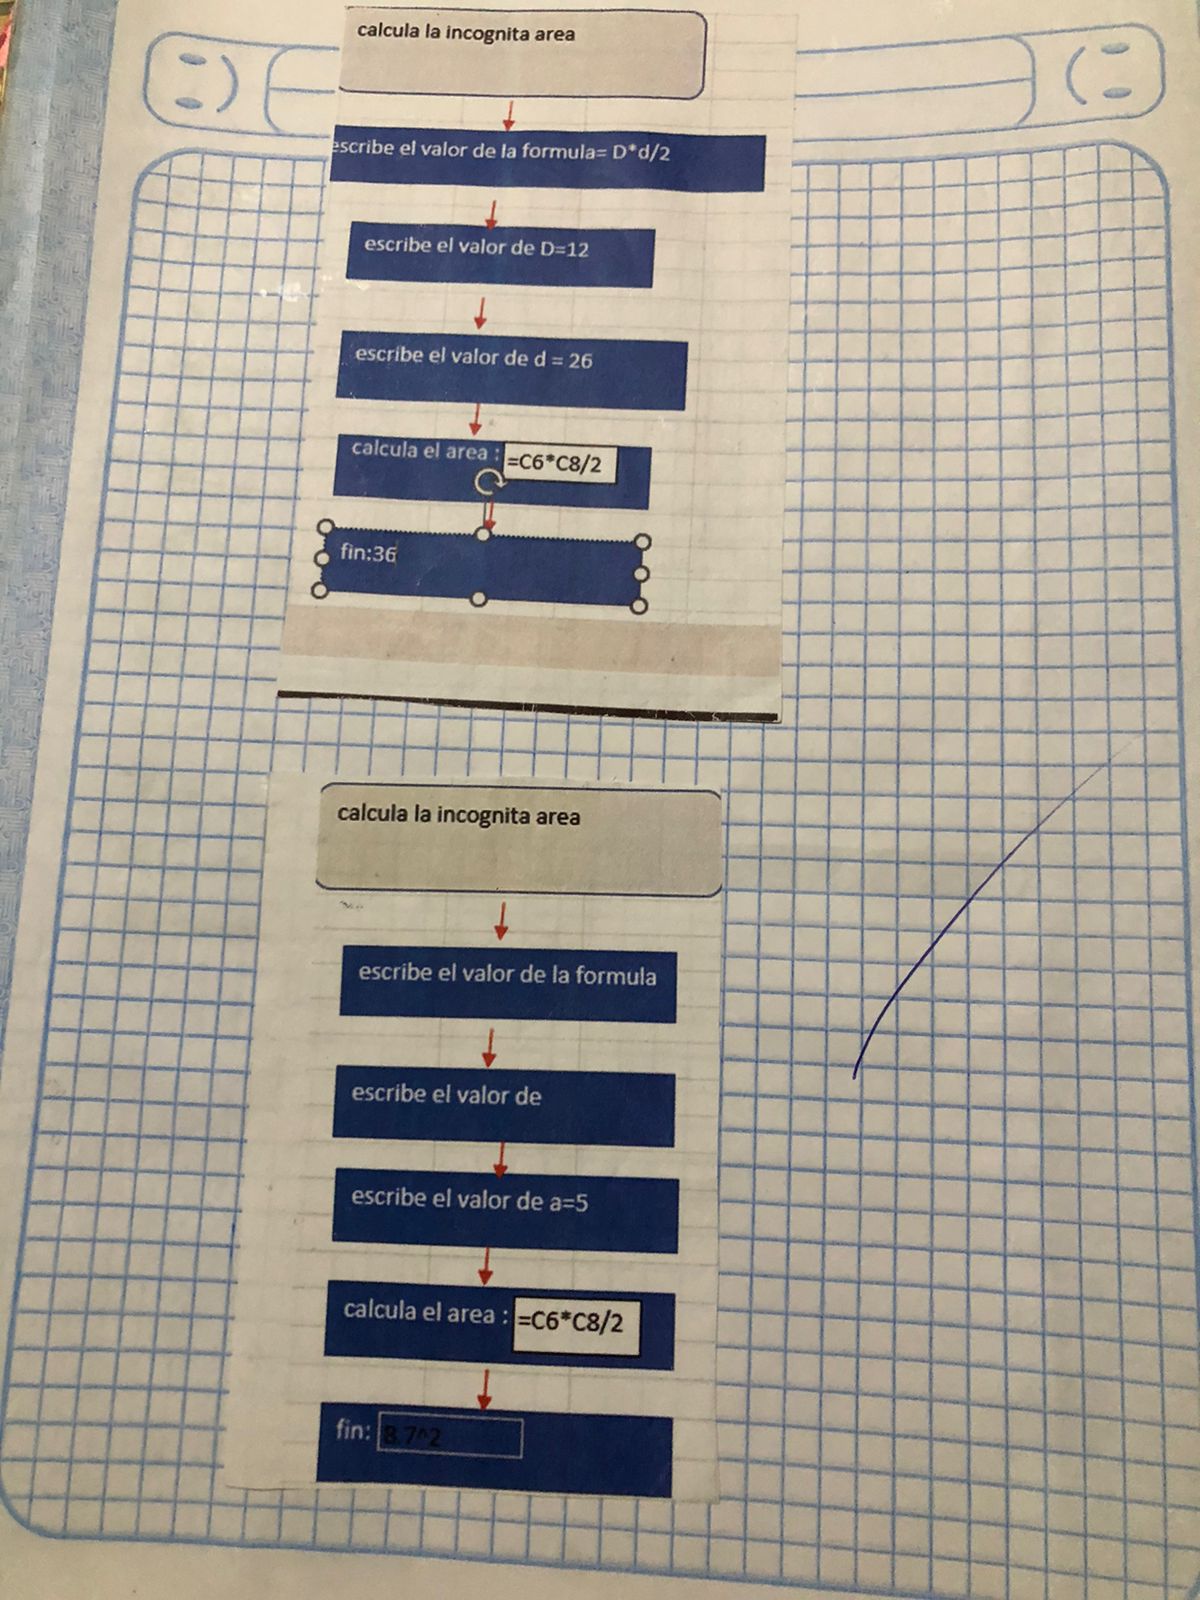 calcula la incognita area
escribe el valor de la formula= D*d/2
escribe el valor de D=12
escribe el valor de d = 26
calcula el area : =C6*C8/2
fin:36
calcula la incognita area
escribe el valor de la formula
escribe el valor de
escribe el valor de a=5
calcula el area : =C6*C8/2
fin: 8.7^2